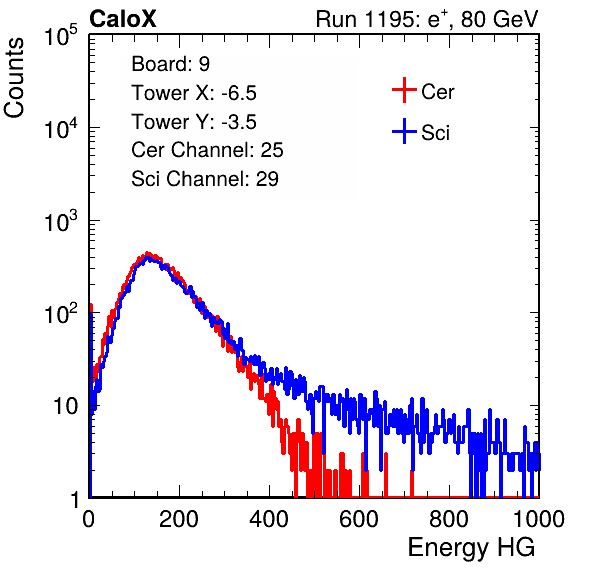 CaloX Run 1195: e+, 80 GeV
Counts
Board: 9
Tower X: -6.5
Tower Y: -3.5
Cer Channel: 25
Sci Channel: 29
Cer
Sci
10^5
10^4
10^3
10^2
10
1
0 200 400 600 800 1000
Energy HG